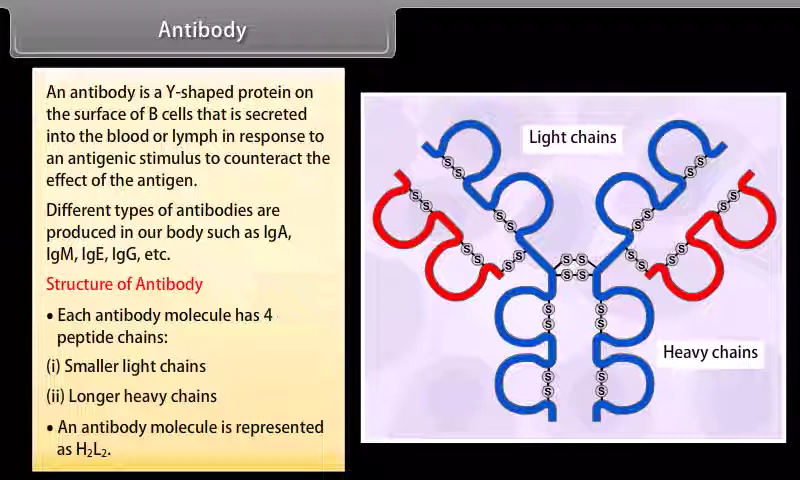 Antibody
An antibody is a Y-shaped protein on
the surface of B cells that is secreted
into the blood or lymph in response to
an antigenic stimulus to counteract the
effect of the antigen.
Different types of antibodies are
produced in our body such as IgA,
IgM, IgE, IgG, etc.
Structure of Antibody
• Each antibody molecule has 4
peptide chains:
(i) Smaller light chains
(ii) Longer heavy chains
• An antibody molecule is represented
as H₂L₂.
Light chains
S S S S
S S S S
S S S S
S S S S
S S S S
S S
S S
S S
S S
S S
S S
Heavy chains